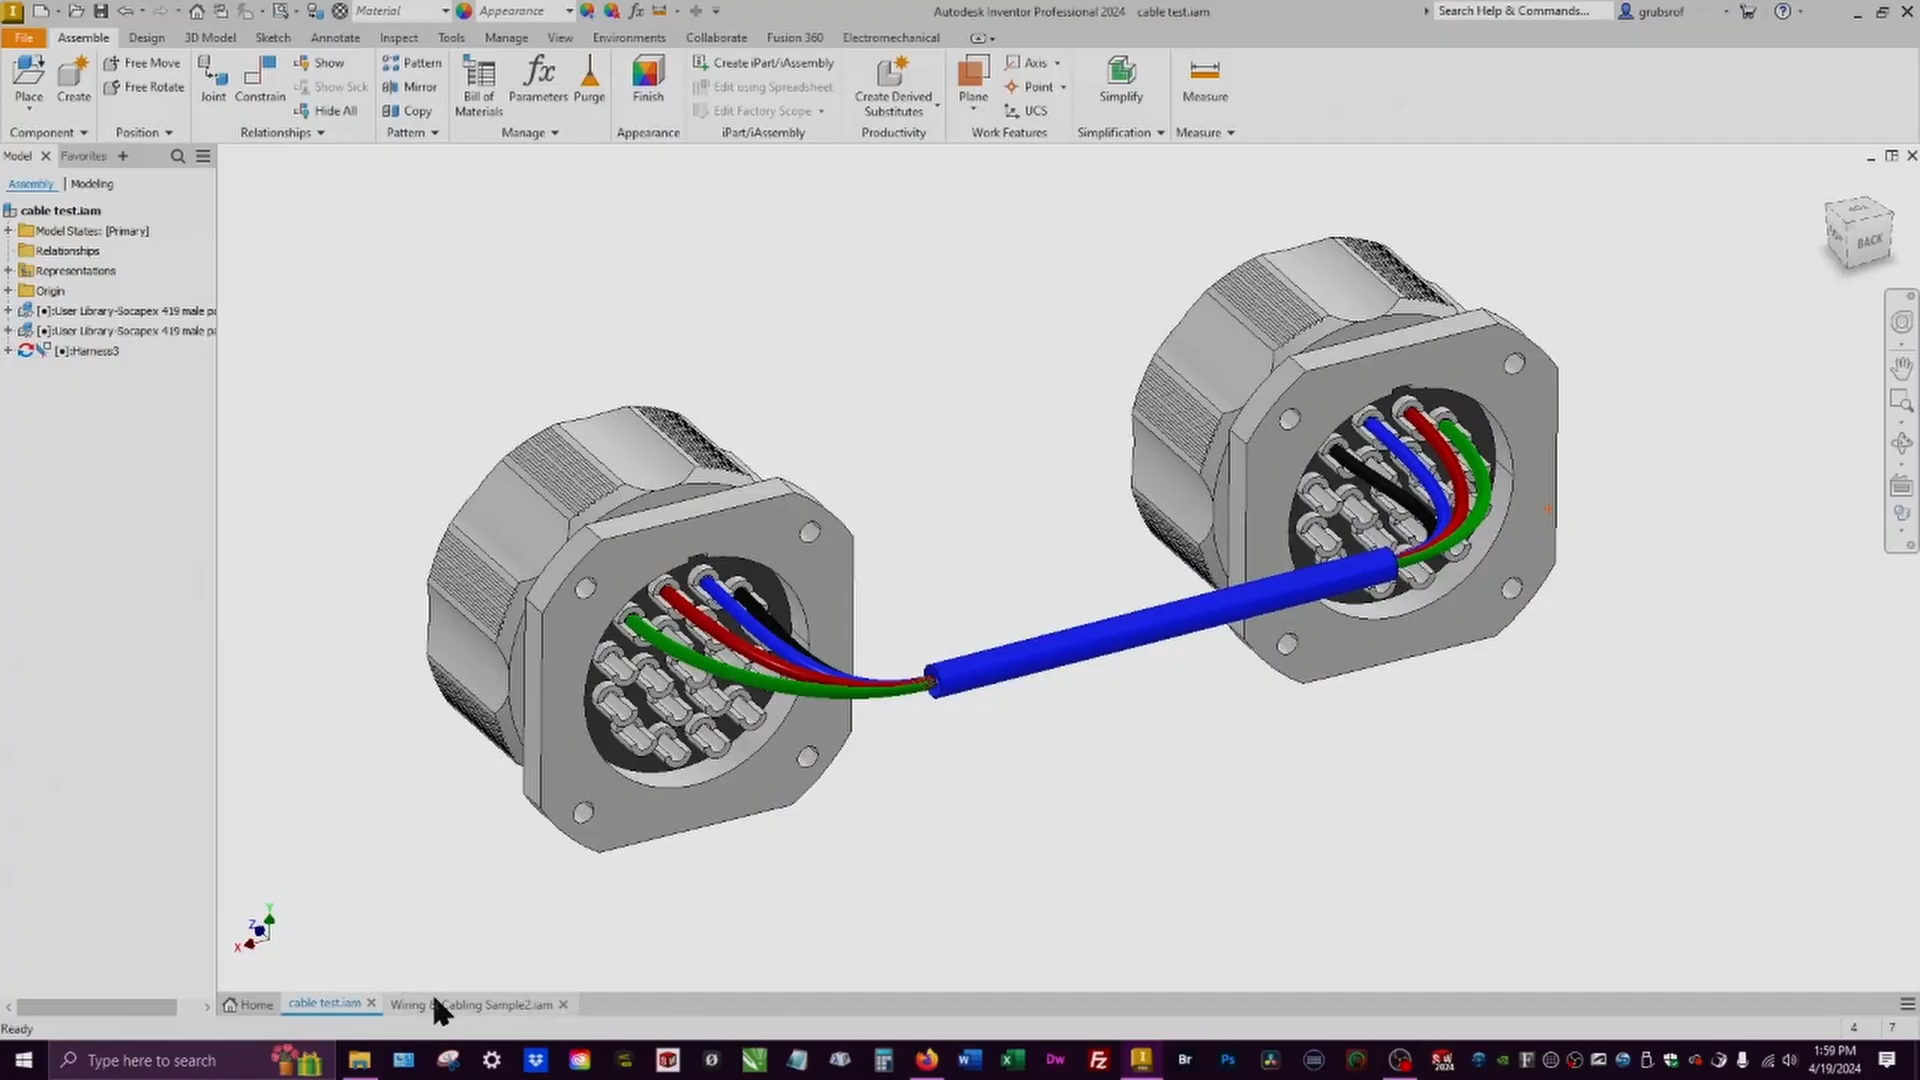 Material
Appearance
fx
Autodesk Inventor Professional 2024 cable test.iam
Search Help & Commands...
grubsrof
File Assemble Design 3D Model Sketch Annotate Inspect Tools Manage View Environments Collaborate Fusion 360 Electromechanical
Place
Create
Free Move
Free Rotate
Joint
Constrain
Show
Show Sick
Hide All
Pattern
Mirror
Copy
Bill of
Materials
fx
Parameters
Purge
Finish
Create iPart/iAssembly
Edit using Spreadsheet
Edit Factory Scope
Create Derived
Substitutes
Plane
Axis
Point
UCS
Simplify
Measure
Component Position Relationships Pattern Manage Appearance iPart/iAssembly Productivity Work Features Simplification Measure
Model Favorites
Assembly Modeling
cable test.iam
Model States: [Primary]
Relationships
Representations
Origin
[•]:User Library-Socapex 419 male pa
[•]:User Library-Socapex 419 male pa
[•]:Harness3
BACK
Y
Z
X
Home cable test.iam Wiring & Cabling Sample2.iam
Ready
4 7
Type here to search
Dw
Fz
Br
Ps
2024
1:59 PM
4/19/2024